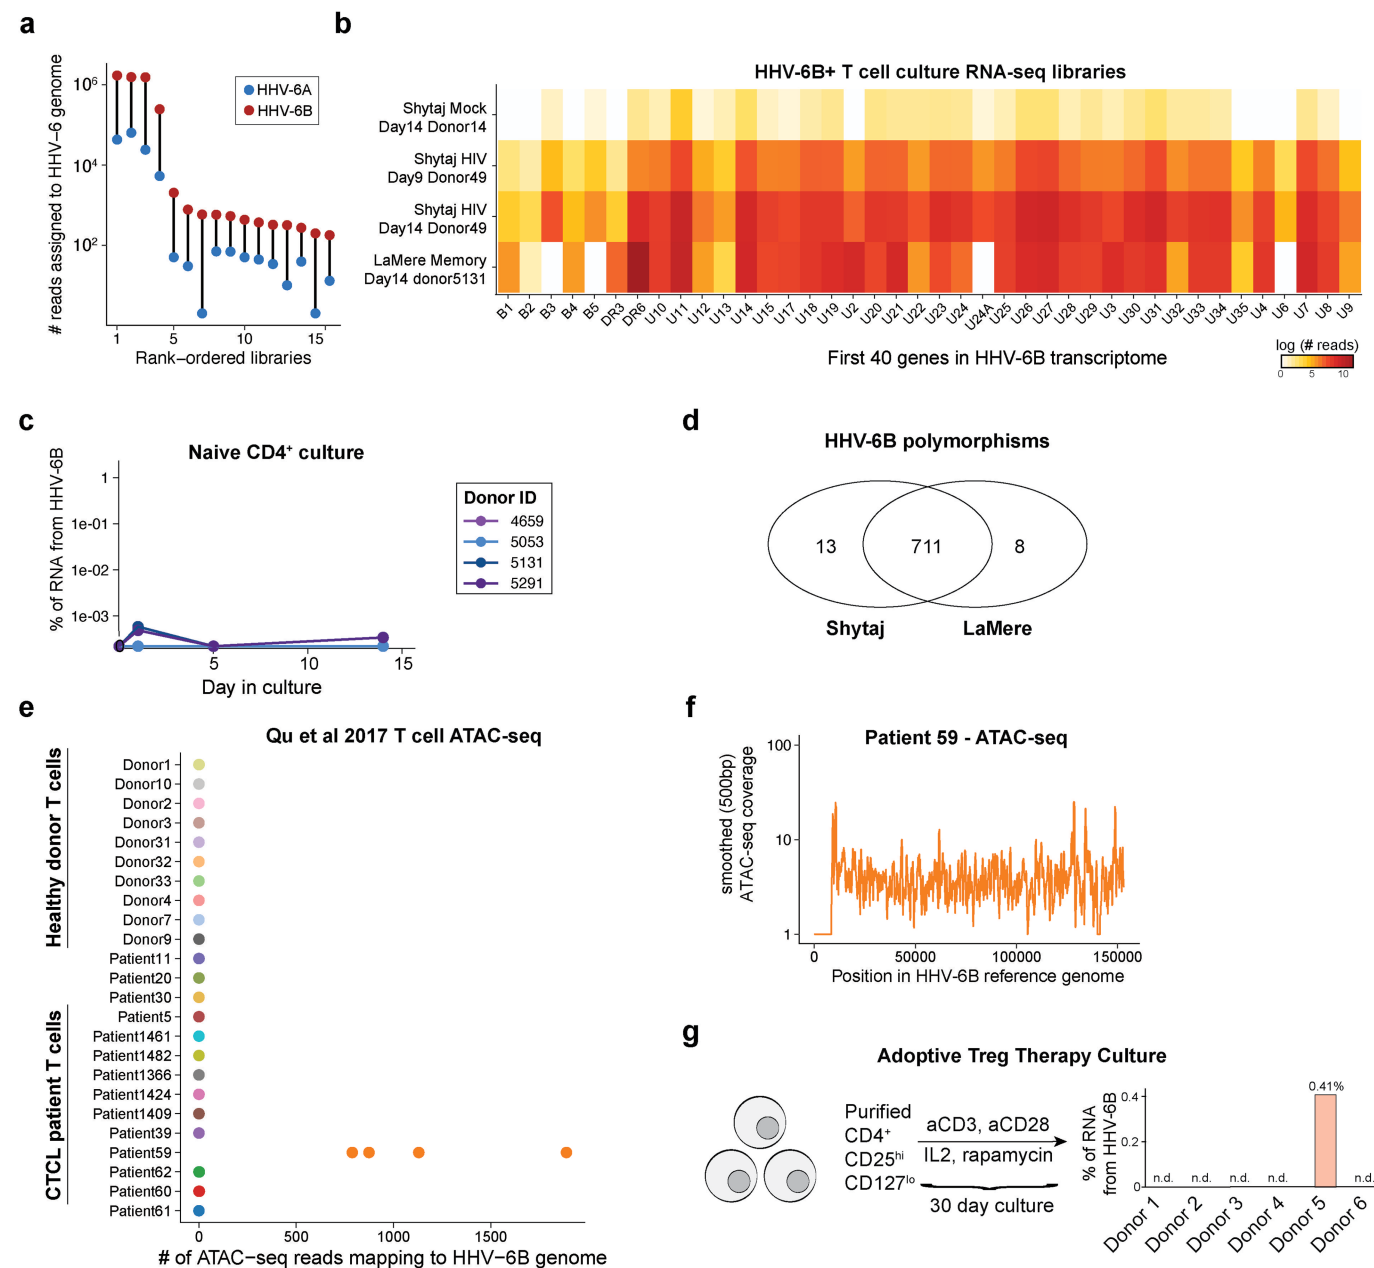 a
# reads assigned to HHV−6 genome
10⁶
10⁴
10²
HHV-6A
HHV-6B
1
5
10
15
Rank−ordered libraries
b
HHV-6B+ T cell culture RNA-seq libraries
Shytaj Mock
Day14 Donor14
Shytaj HIV
Day9 Donor49
Shytaj HIV
Day14 Donor49
LaMere Memory
Day14 donor5131
B1 B2 B3 B4 B5 DR3 DR6 U10 U11 U12 U13 U14 U15 U17 U18 U19 U2 U20 U21 U22 U23 U24 U24A U25 U26 U27 U28 U29 U3 U30 U31 U32 U33 U34 U35 U4 U6 U7 U8 U9
First 40 genes in HHV-6B transcriptome
log (# reads)
0 5 10
c
Naive CD4⁺ culture
% of RNA from HHV-6B
1
1e-01
1e-02
1e-03
5
10
15
Day in culture
Donor ID
4659
5053
5131
5291
d
HHV-6B polymorphisms
13
711
8
Shytaj
LaMere
e
Qu et al 2017 T cell ATAC-seq
Healthy donor T cells
CTCL patient T cells
Donor1
Donor10
Donor2
Donor3
Donor31
Donor32
Donor33
Donor4
Donor7
Donor9
Patient11
Patient20
Patient30
Patient5
Patient1461
Patient1482
Patient1366
Patient1424
Patient1409
Patient39
Patient59
Patient62
Patient60
Patient61
0
500
1000
1500
# of ATAC−seq reads mapping to HHV−6B genome
f
Patient 59 - ATAC-seq
smoothed (500bp)
ATAC-seq coverage
100
10
1
0
50000
100000
150000
Position in HHV-6B reference genome
g
Adoptive Treg Therapy Culture
Purified
CD4⁺
CD25ʰⁱ
CD127ˡᵒ
aCD3, aCD28
IL2, rapamycin
30 day culture
% of RNA
from HHV-6B
0.4
0.2
0
n.d.
n.d.
n.d.
n.d.
0.41%
n.d.
Donor 1
Donor 2
Donor 3
Donor 4
Donor 5
Donor 6